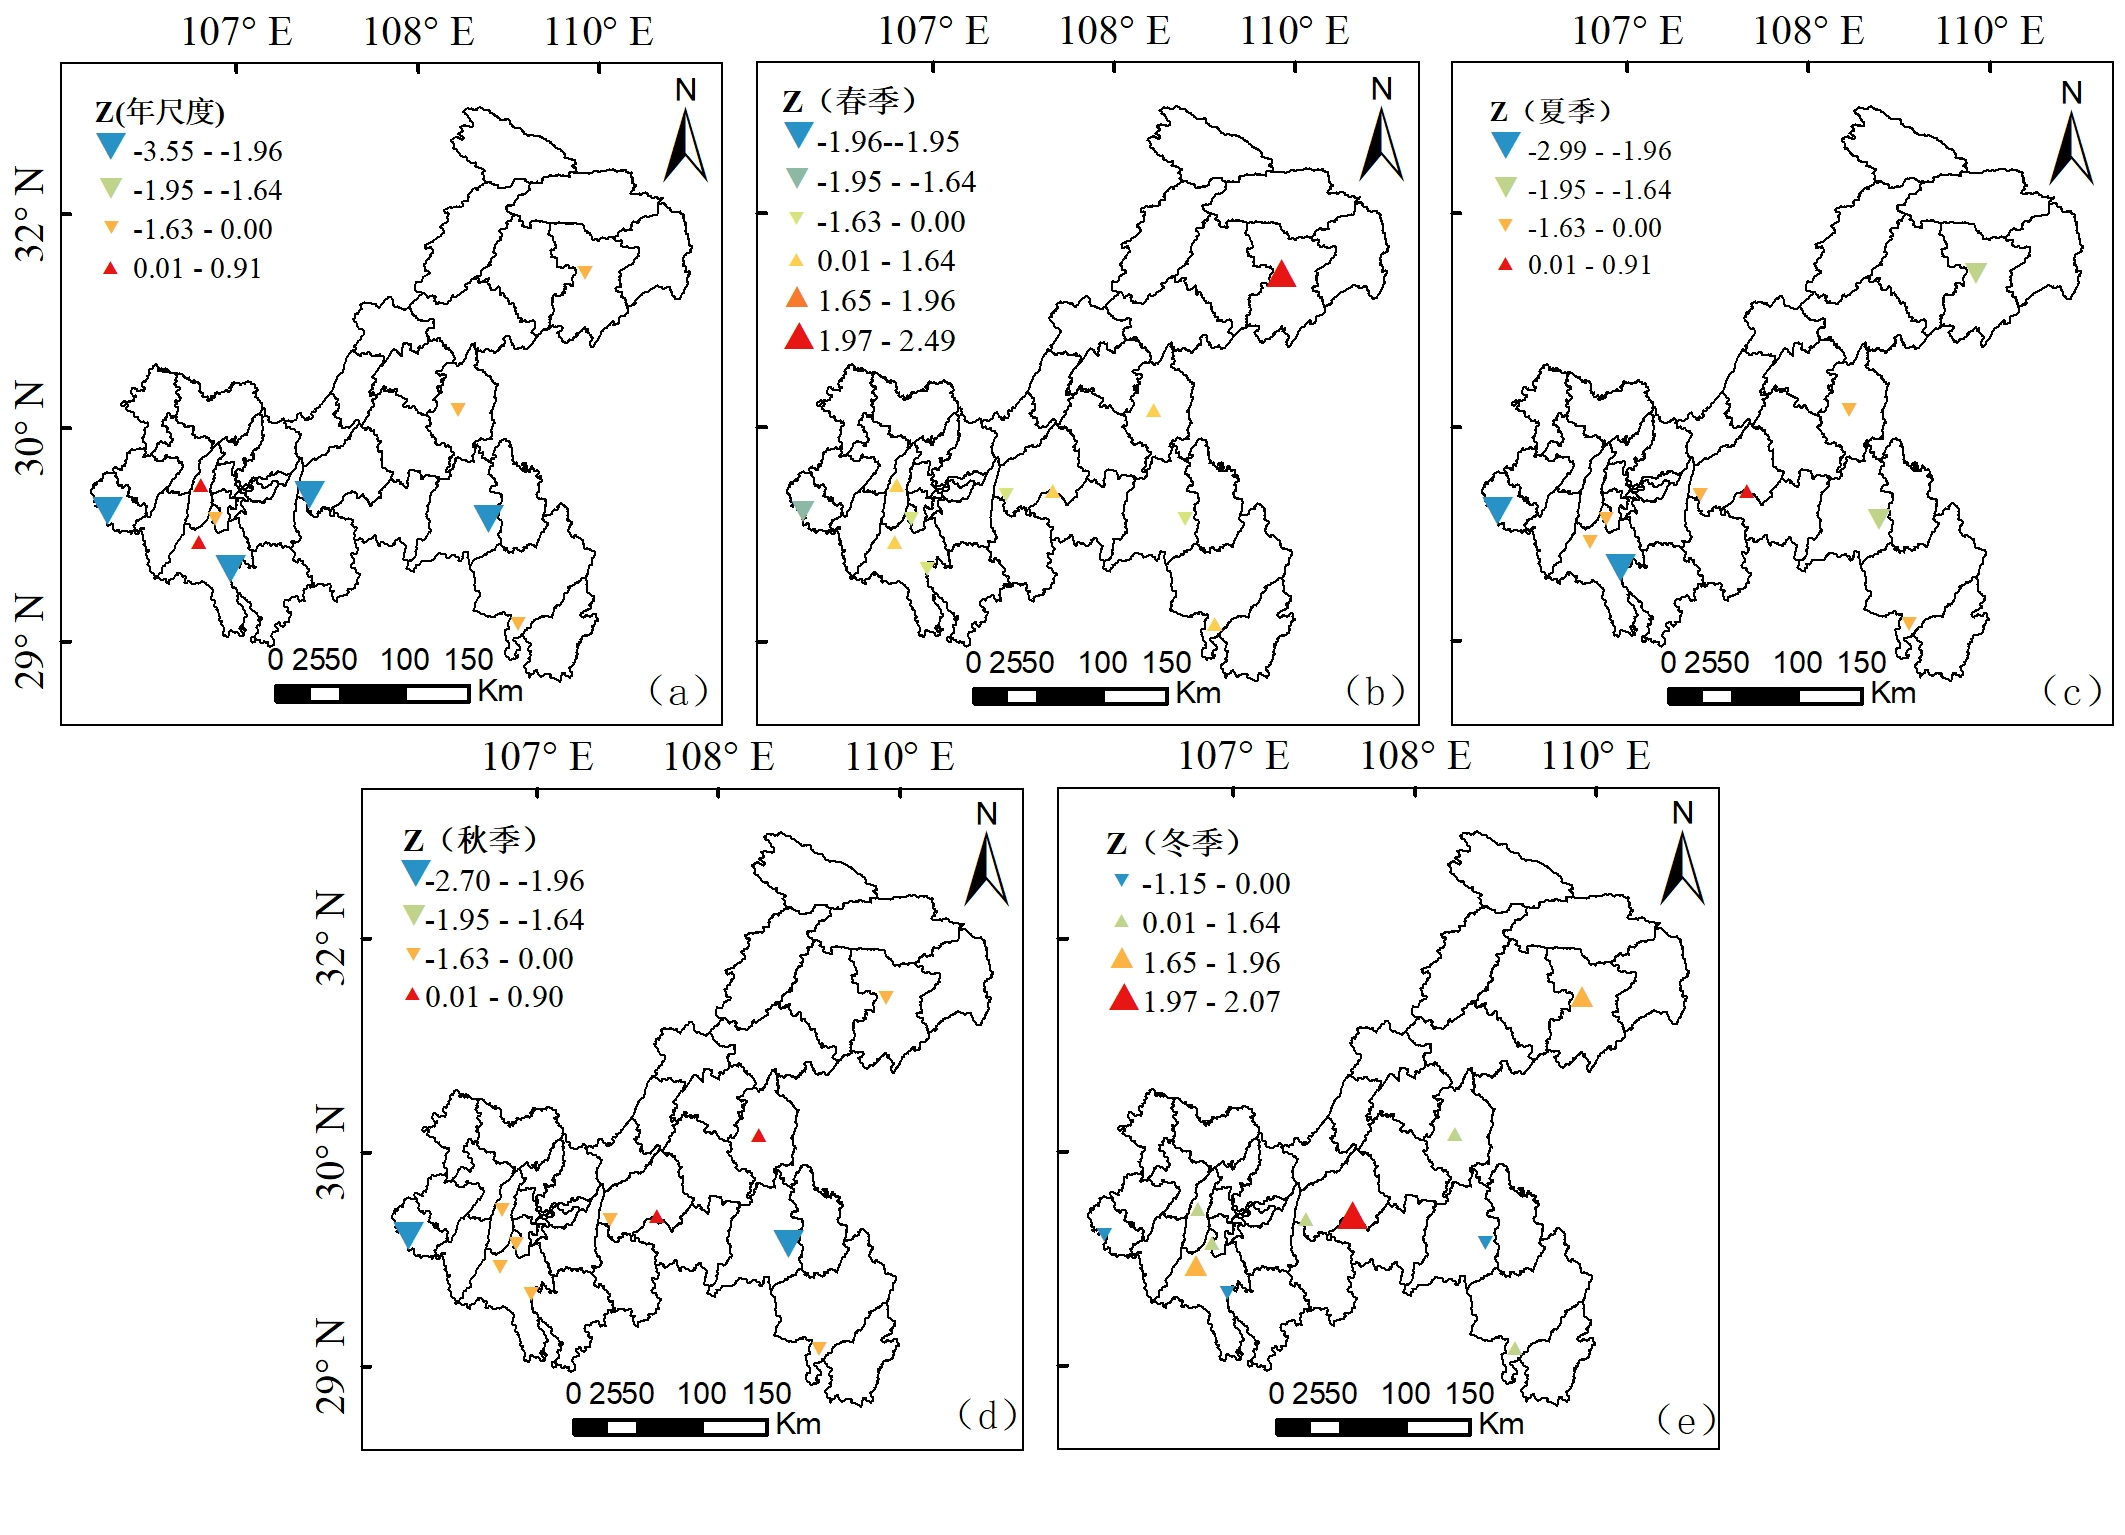 107° E 108° E 110° E
107° E 108° E 110° E
107° E 108° E 110° E
32° N
30° N
29° N
N
Z(年尺度)
-3.55 - -1.96
-1.95 - -1.64
-1.63 - 0.00
0.01 - 0.91
0 2550 100 150
Km
（a）
N
Z（春季）
-1.96--1.95
-1.95 - -1.64
-1.63 - 0.00
0.01 - 1.64
1.65 - 1.96
1.97 - 2.49
0 2550 100 150
Km
（b）
N
Z（夏季）
-2.99 - -1.96
-1.95 - -1.64
-1.63 - 0.00
0.01 - 0.91
0 2550 100 150
Km
（c）
107° E 108° E 110° E
107° E 108° E 110° E
32° N
30° N
29° N
N
Z（秋季）
-2.70 - -1.96
-1.95 - -1.64
-1.63 - 0.00
0.01 - 0.90
0 2550 100 150
Km
（d）
N
Z（冬季）
-1.15 - 0.00
0.01 - 1.64
1.65 - 1.96
1.97 - 2.07
0 2550 100 150
Km
（e）